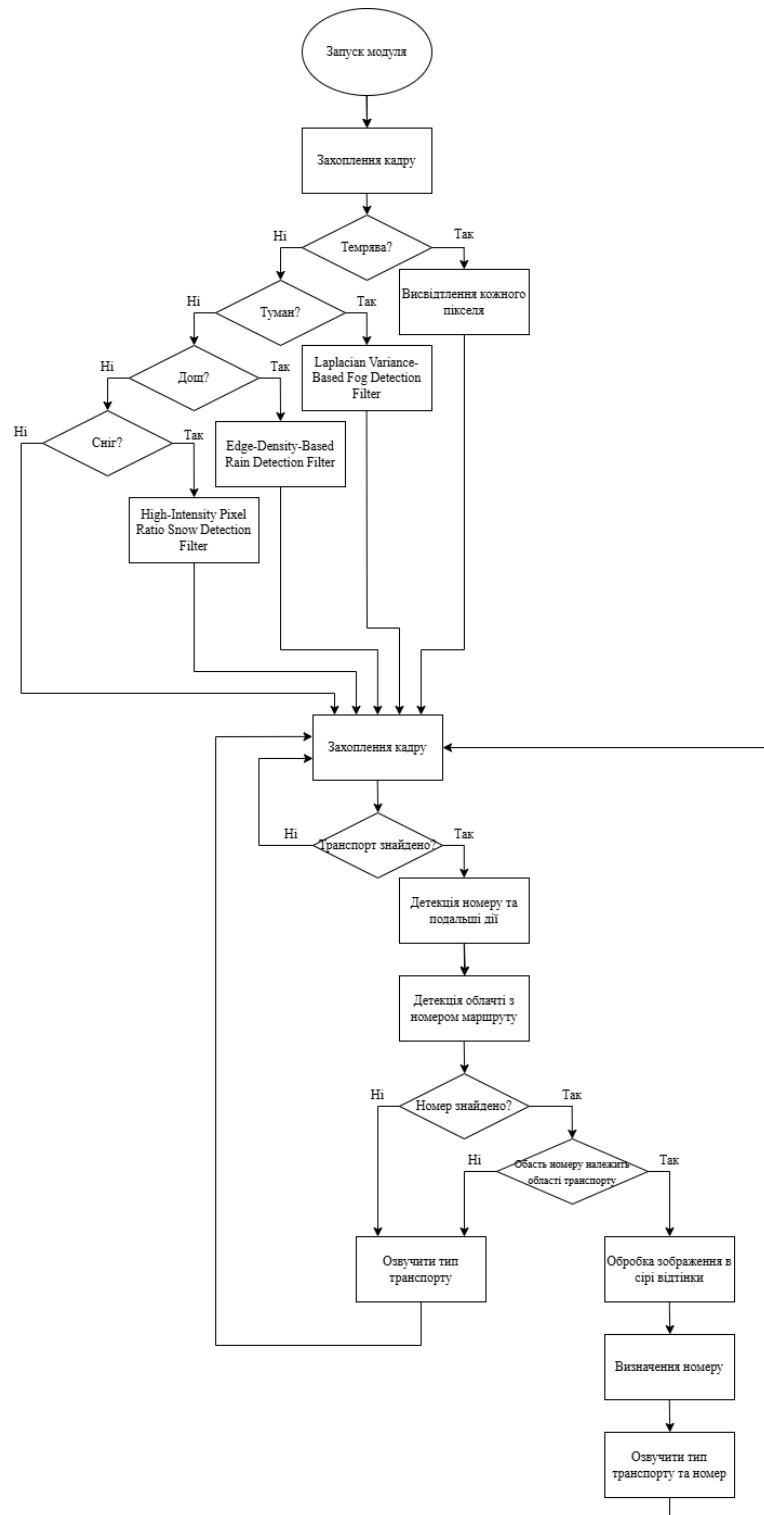 Запуск модуля
Захоплення кадру
Ні
Темрява?
Так
Висвідтлення кожного
пікселя
Ні
Туман?
Так
Laplacian Variance-
Based Fog Detection
Filter
Ні
Дощ?
Так
Edge-Density-Based
Rain Detection Filter
Ні
Сніг?
Так
High-Intensity Pixel
Ratio Snow Detection
Filter
Захоплення кадру
Ні
Транспорт знайдено?
Так
Детекція номеру та
подальші дії
Детекція облачті з
номером маршруту
Ні
Номер знайдено?
Так
Ні
Обасть номеру належить
області транспорту
Так
Озвучити тип
транспорту
Обробка зображення в
сірі відтінки
Визначення номеру
Озвучити тип
транспорту та номер